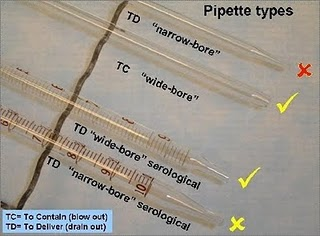 Pipette types
TD "narrow-bore"
TC "wide-bore"
TD "wide-bore" serological
TD "narrow-bore" serological
10
TC= To Contain (blow out)
TD= To Deliver (drain out)